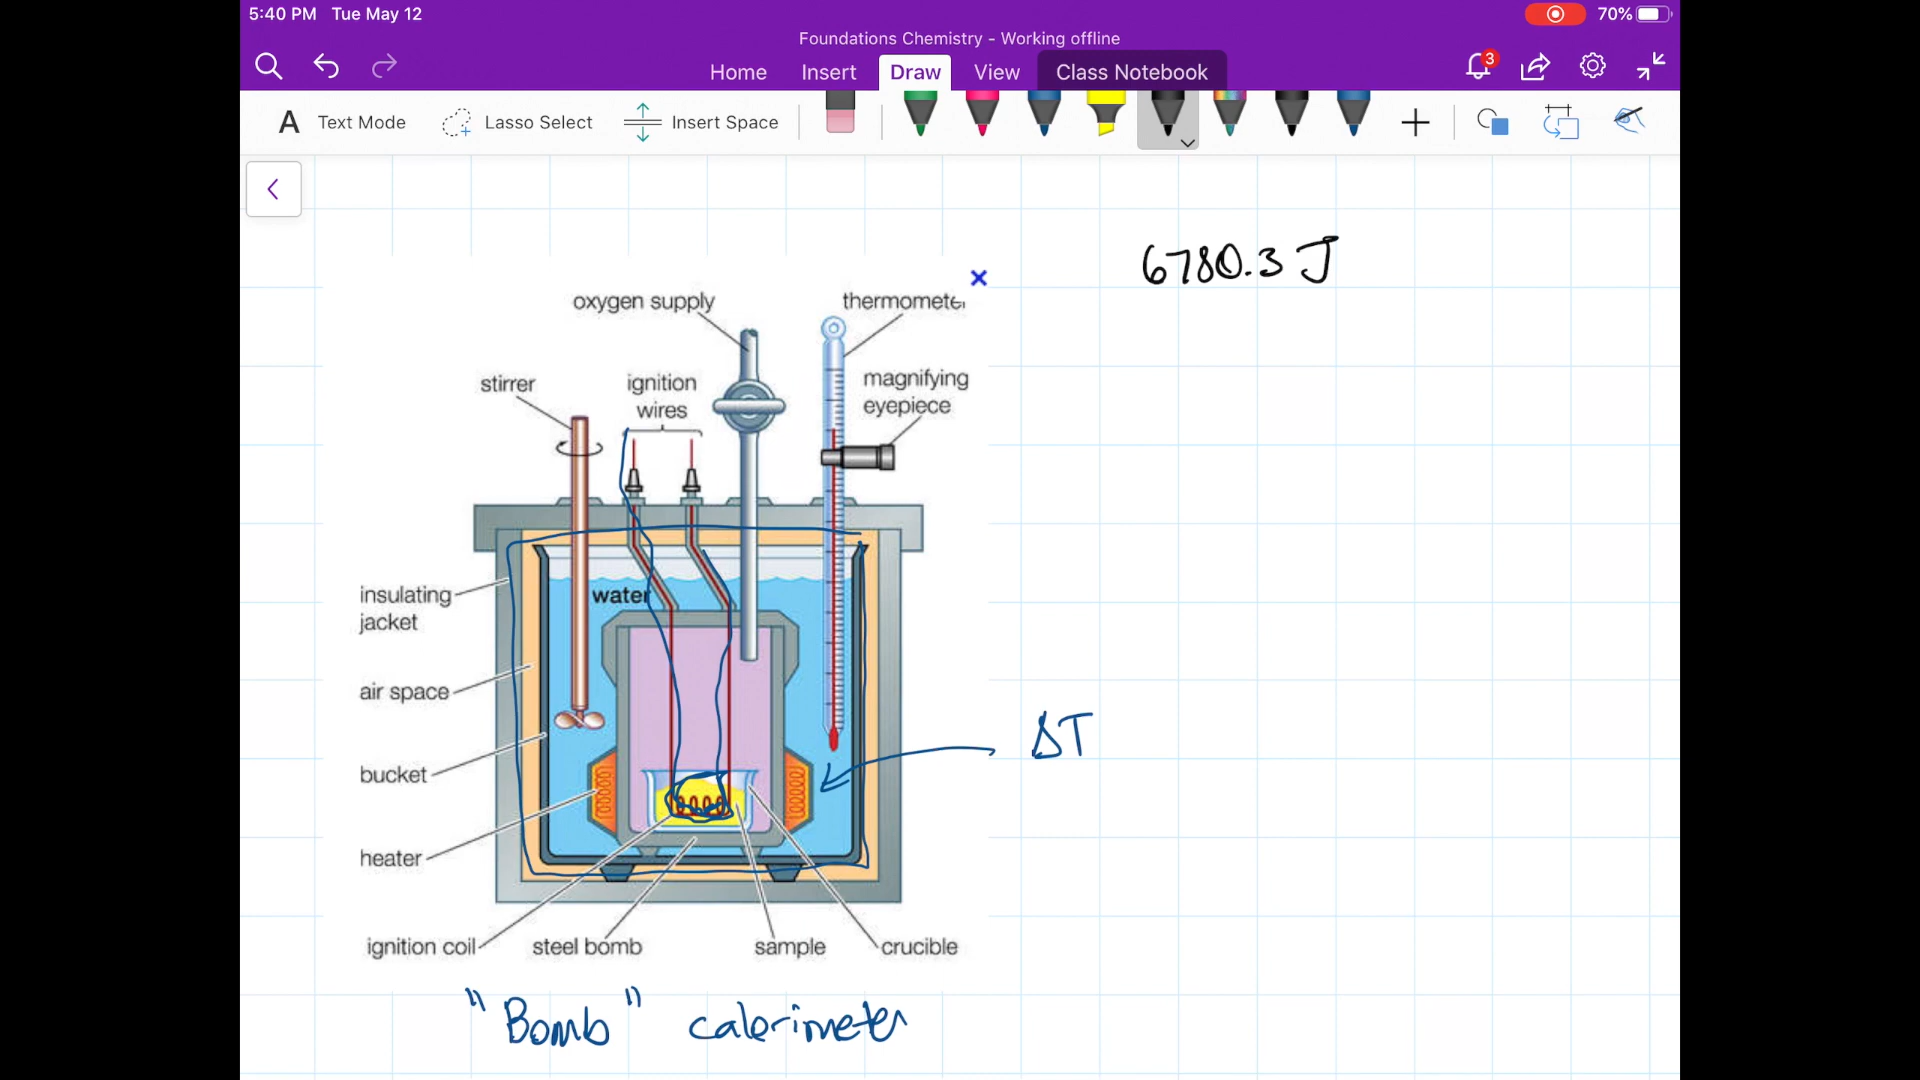 5:40 PM Tue May 12
70%
Foundations Chemistry - Working offline
Home Insert Draw View Class Notebook
3
A Text Mode Lasso Select Insert Space
6780.3 J
oxygen supply
thermometer
stirrer
ignition
wires
magnifying
eyepiece
water
insulating
jacket
air space
ΔT
bucket
heater
ignition coil
steel bomb
sample
crucible
"Bomb" calorimeter